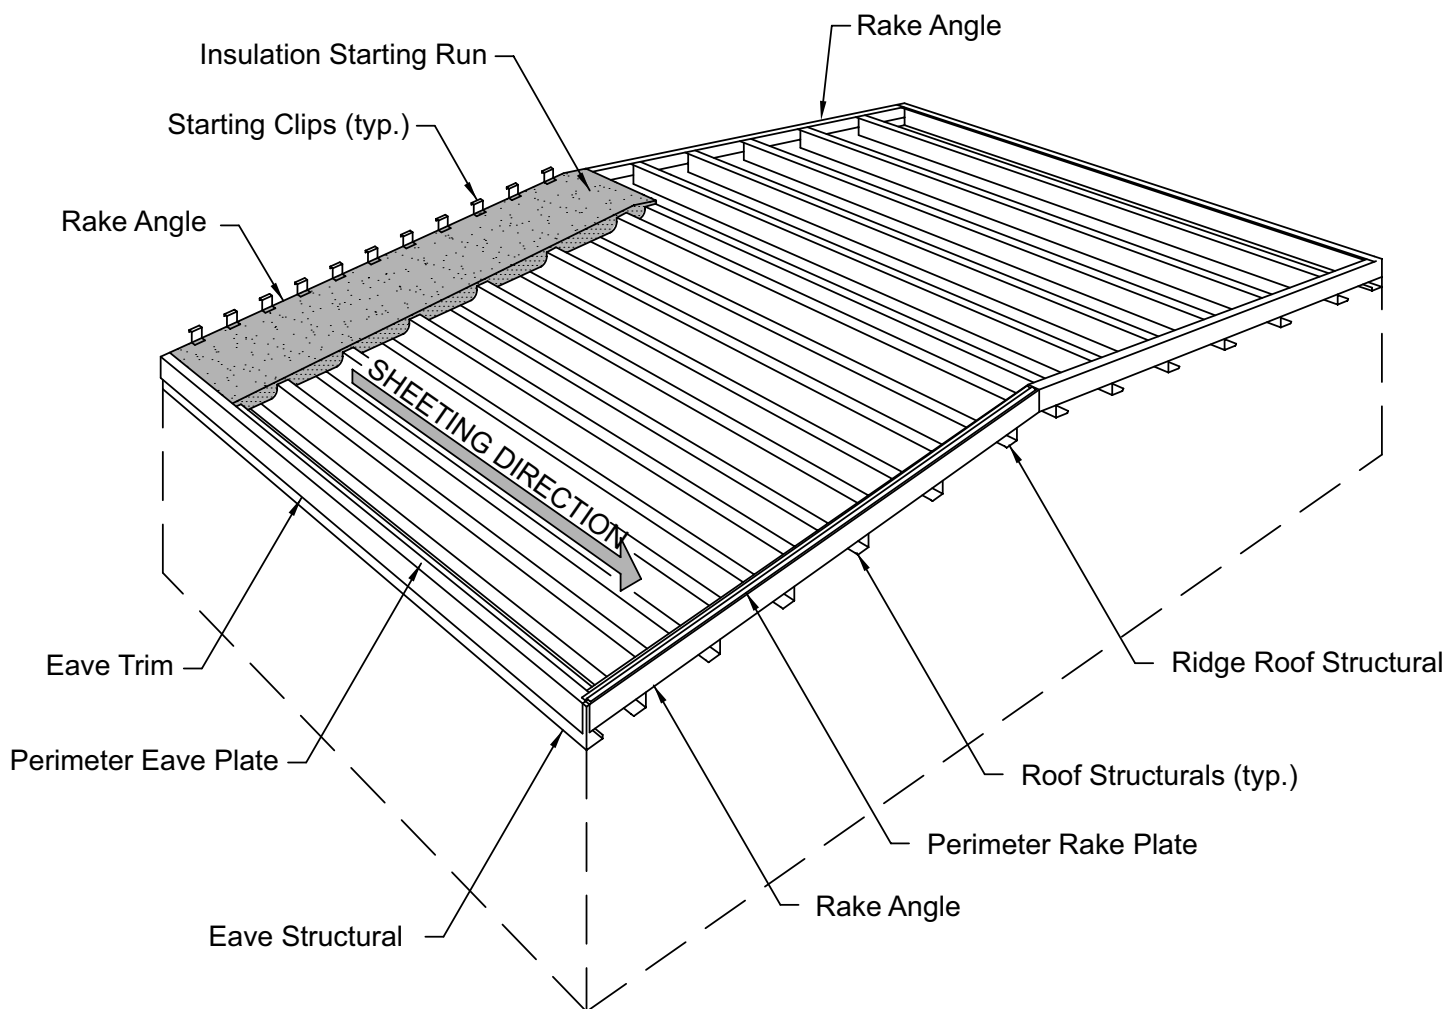 Rake Angle
Insulation Starting Run
Starting Clips (typ.)
Rake Angle
SHEETING DIRECTION
Eave Trim
Ridge Roof Structural
Perimeter Eave Plate
Roof Structurals (typ.)
Perimeter Rake Plate
Rake Angle
Eave Structural